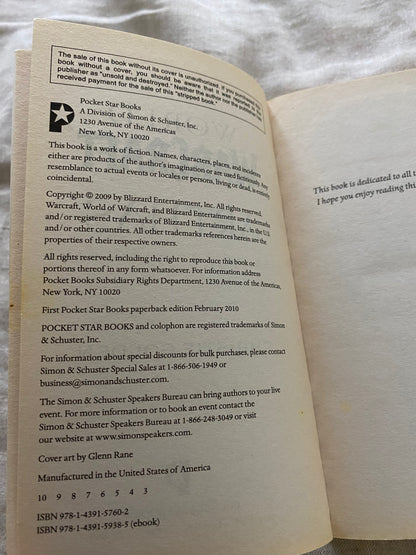 The sale of this book without its cover is unauthorized. If you purchased this
book without a cover, you should be aware that it was reported to the
publisher as "unsold and destroyed." Neither the author nor the publisher has
received payment for the sale of this "stripped book."
Pocket Star Books
A Division of Simon & Schuster, Inc.
1230 Avenue of the Americas
New York, NY 10020
This book is a work of fiction. Names, characters, places, and incidents
either are products of the author's imagination or are used fictitiously. Any
resemblance to actual events or locales or persons, living or dead, is entirely
coincidental.
Copyright © 2009 by Blizzard Entertainment, Inc. All rights reserved.
Warcraft, World of Warcraft, and Blizzard Entertainment are trademarks
and/or registered trademarks of Blizzard Entertainment, Inc., in the U.S.
and/or other countries. All other trademarks references herein are the
properties of their respective owners.
All rights reserved, including the right to reproduce this book or
portions thereof in any form whatsoever. For information address
Pocket Books Subsidiary Rights Department, 1230 Avenue of the Americas,
New York, NY 10020
First Pocket Star Books paperback edition February 2010
POCKET STAR BOOKS and colophon are registered trademarks of Simon
& Schuster, Inc.
For information about special discounts for bulk purchases, please contact
Simon & Schuster Special Sales at 1-866-506-1949 or
business@simonandschuster.com.
The Simon & Schuster Speakers Bureau can bring authors to your live
event. For more information or to book an event contact the
Simon & Schuster Speakers Bureau at 1-866-248-3049 or visit
our website at www.simonspeakers.com.
Cover art by Glenn Rane
Manufactured in the United States of America
10 9 8 7 6 5 4 3
ISBN 978-1-4391-5760-2
ISBN 978-1-4391-5938-5 (ebook)
This book is dedicated to all t
I hope you enjoy reading thi